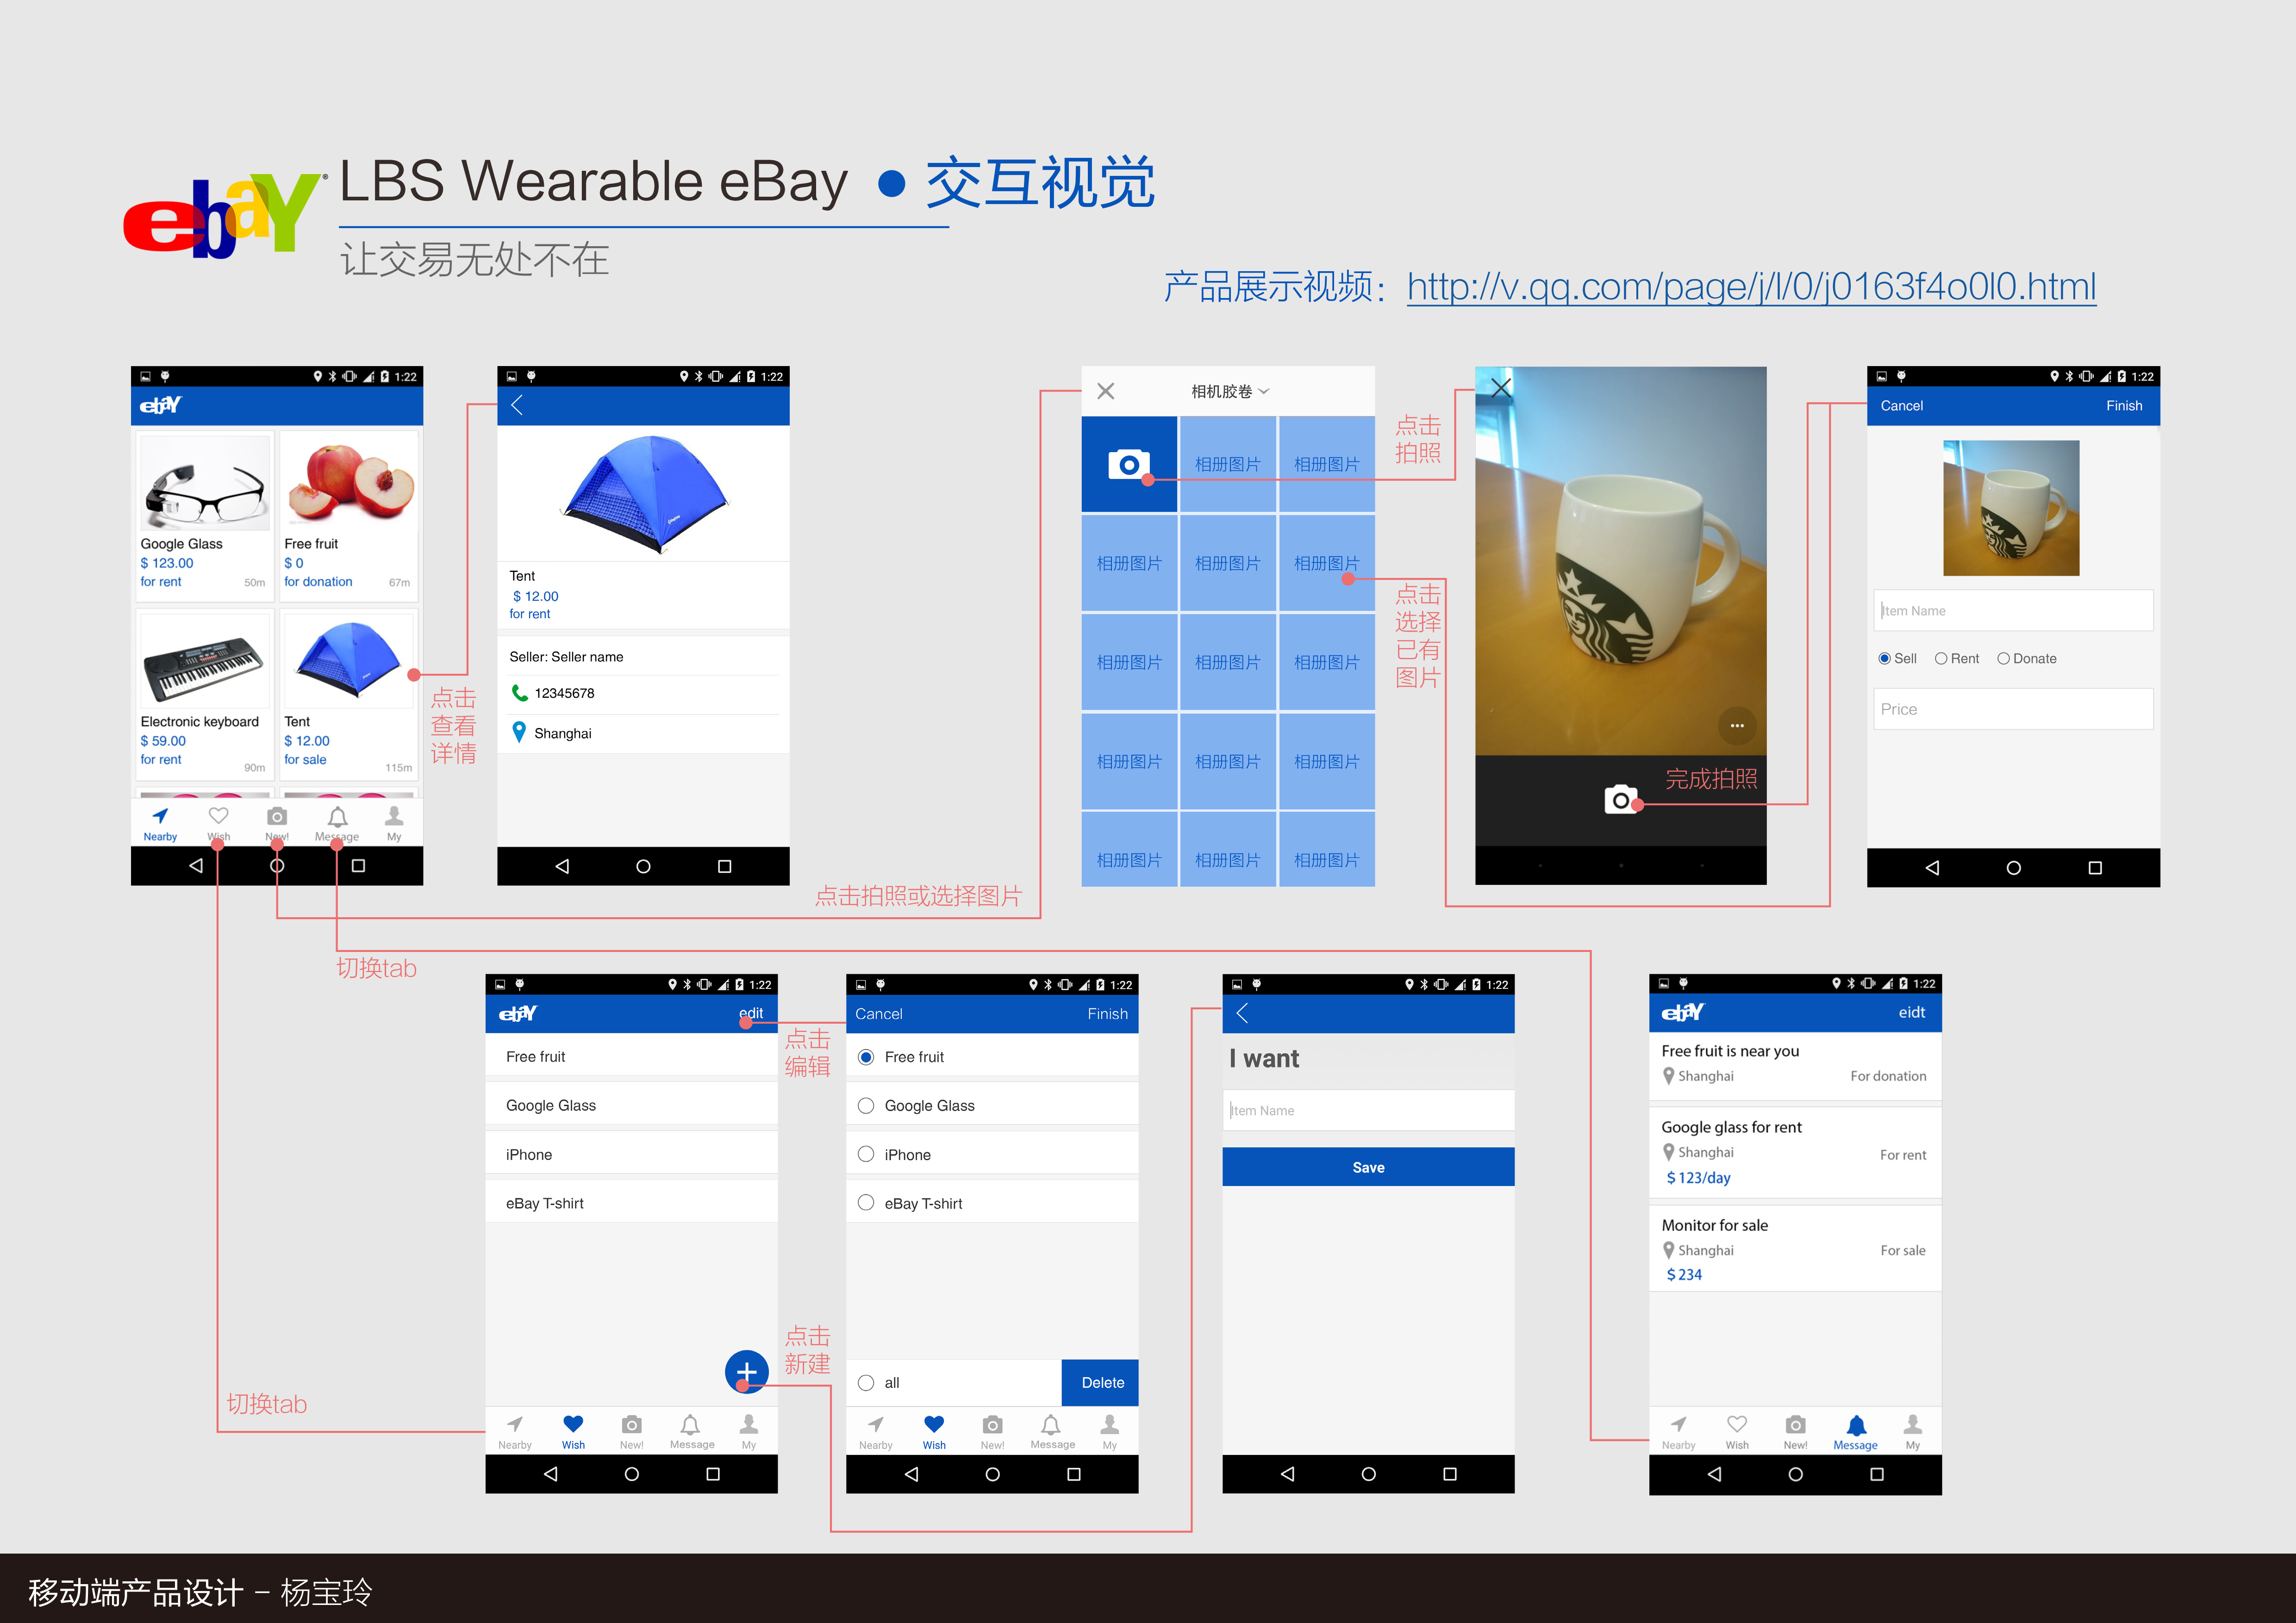 ebaY® LBS Wearable eBay ● 交互视觉
让交易无处不在
产品展示视频：http://v.qq.com/page/j/l/0/j0163f4o0l0.html
1:22
ebaY
Google Glass
$ 123.00
for rent 50m
Free fruit
$ 0
for donation 67m
Electronic keyboard
$ 59.00
for rent 90m
Tent
$ 12.00
for sale 115m
Nearby Wish New! Message My
点击
查看
详情
1:22
Tent
$ 12.00
for rent
Seller: Seller name
12345678
Shanghai
点击拍照或选择图片
相机胶卷
相册图片 相册图片
相册图片 相册图片 相册图片
相册图片 相册图片 相册图片
相册图片 相册图片 相册图片
相册图片 相册图片 相册图片
点击
拍照
点击
选择
已有
图片
完成拍照
1:22
Cancel Finish
Item Name
Sell Rent Donate
Price
切换tab
切换tab
1:22
ebaY edit
Free fruit
Google Glass
iPhone
eBay T-shirt
Nearby Wish New! Message My
点击
编辑
点击
新建
1:22
Cancel Finish
Free fruit
Google Glass
iPhone
eBay T-shirt
all Delete
Nearby Wish New! Message My
1:22
I want
Item Name
Save
1:22
ebaY eidt
Free fruit is near you
Shanghai For donation
Google glass for rent
Shanghai For rent
$ 123/day
Monitor for sale
Shanghai For sale
$ 234
Nearby Wish New! Message My
移动端产品设计 – 杨宝玲